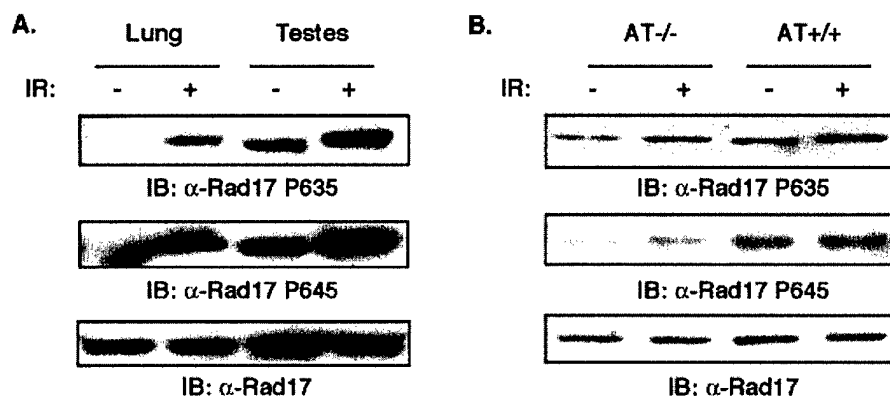 A.
Lung Testes
IR: - + - +
IB: α-Rad17 P635
IB: α-Rad17 P645
IB: α-Rad17
B.
AT-/- AT+/+
IR: - + - +
IB: α-Rad17 P635
IB: α-Rad17 P645
IB: α-Rad17